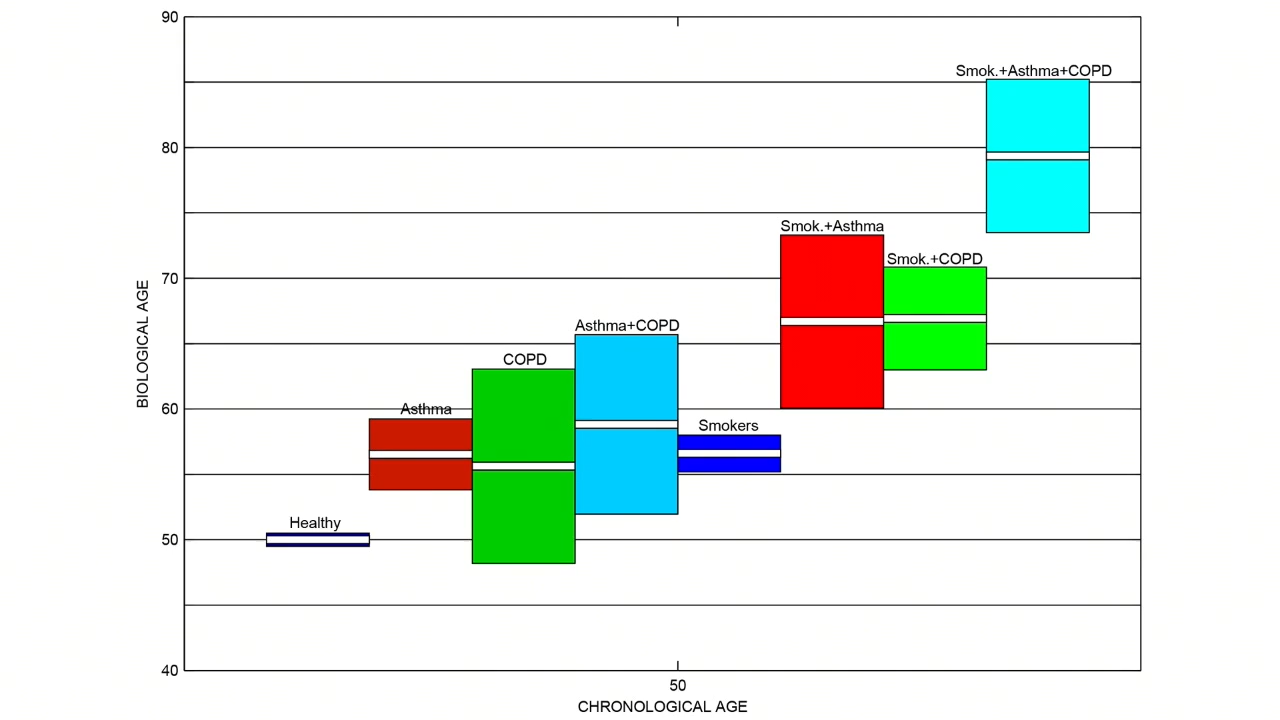 90
Smok.+Asthma+COPD
80
Smok.+Asthma
Smok.+COPD
70
BIOLOGICAL AGE
Asthma+COPD
COPD
Asthma
60
Smokers
Healthy
50
40
50
CHRONOLOGICAL AGE